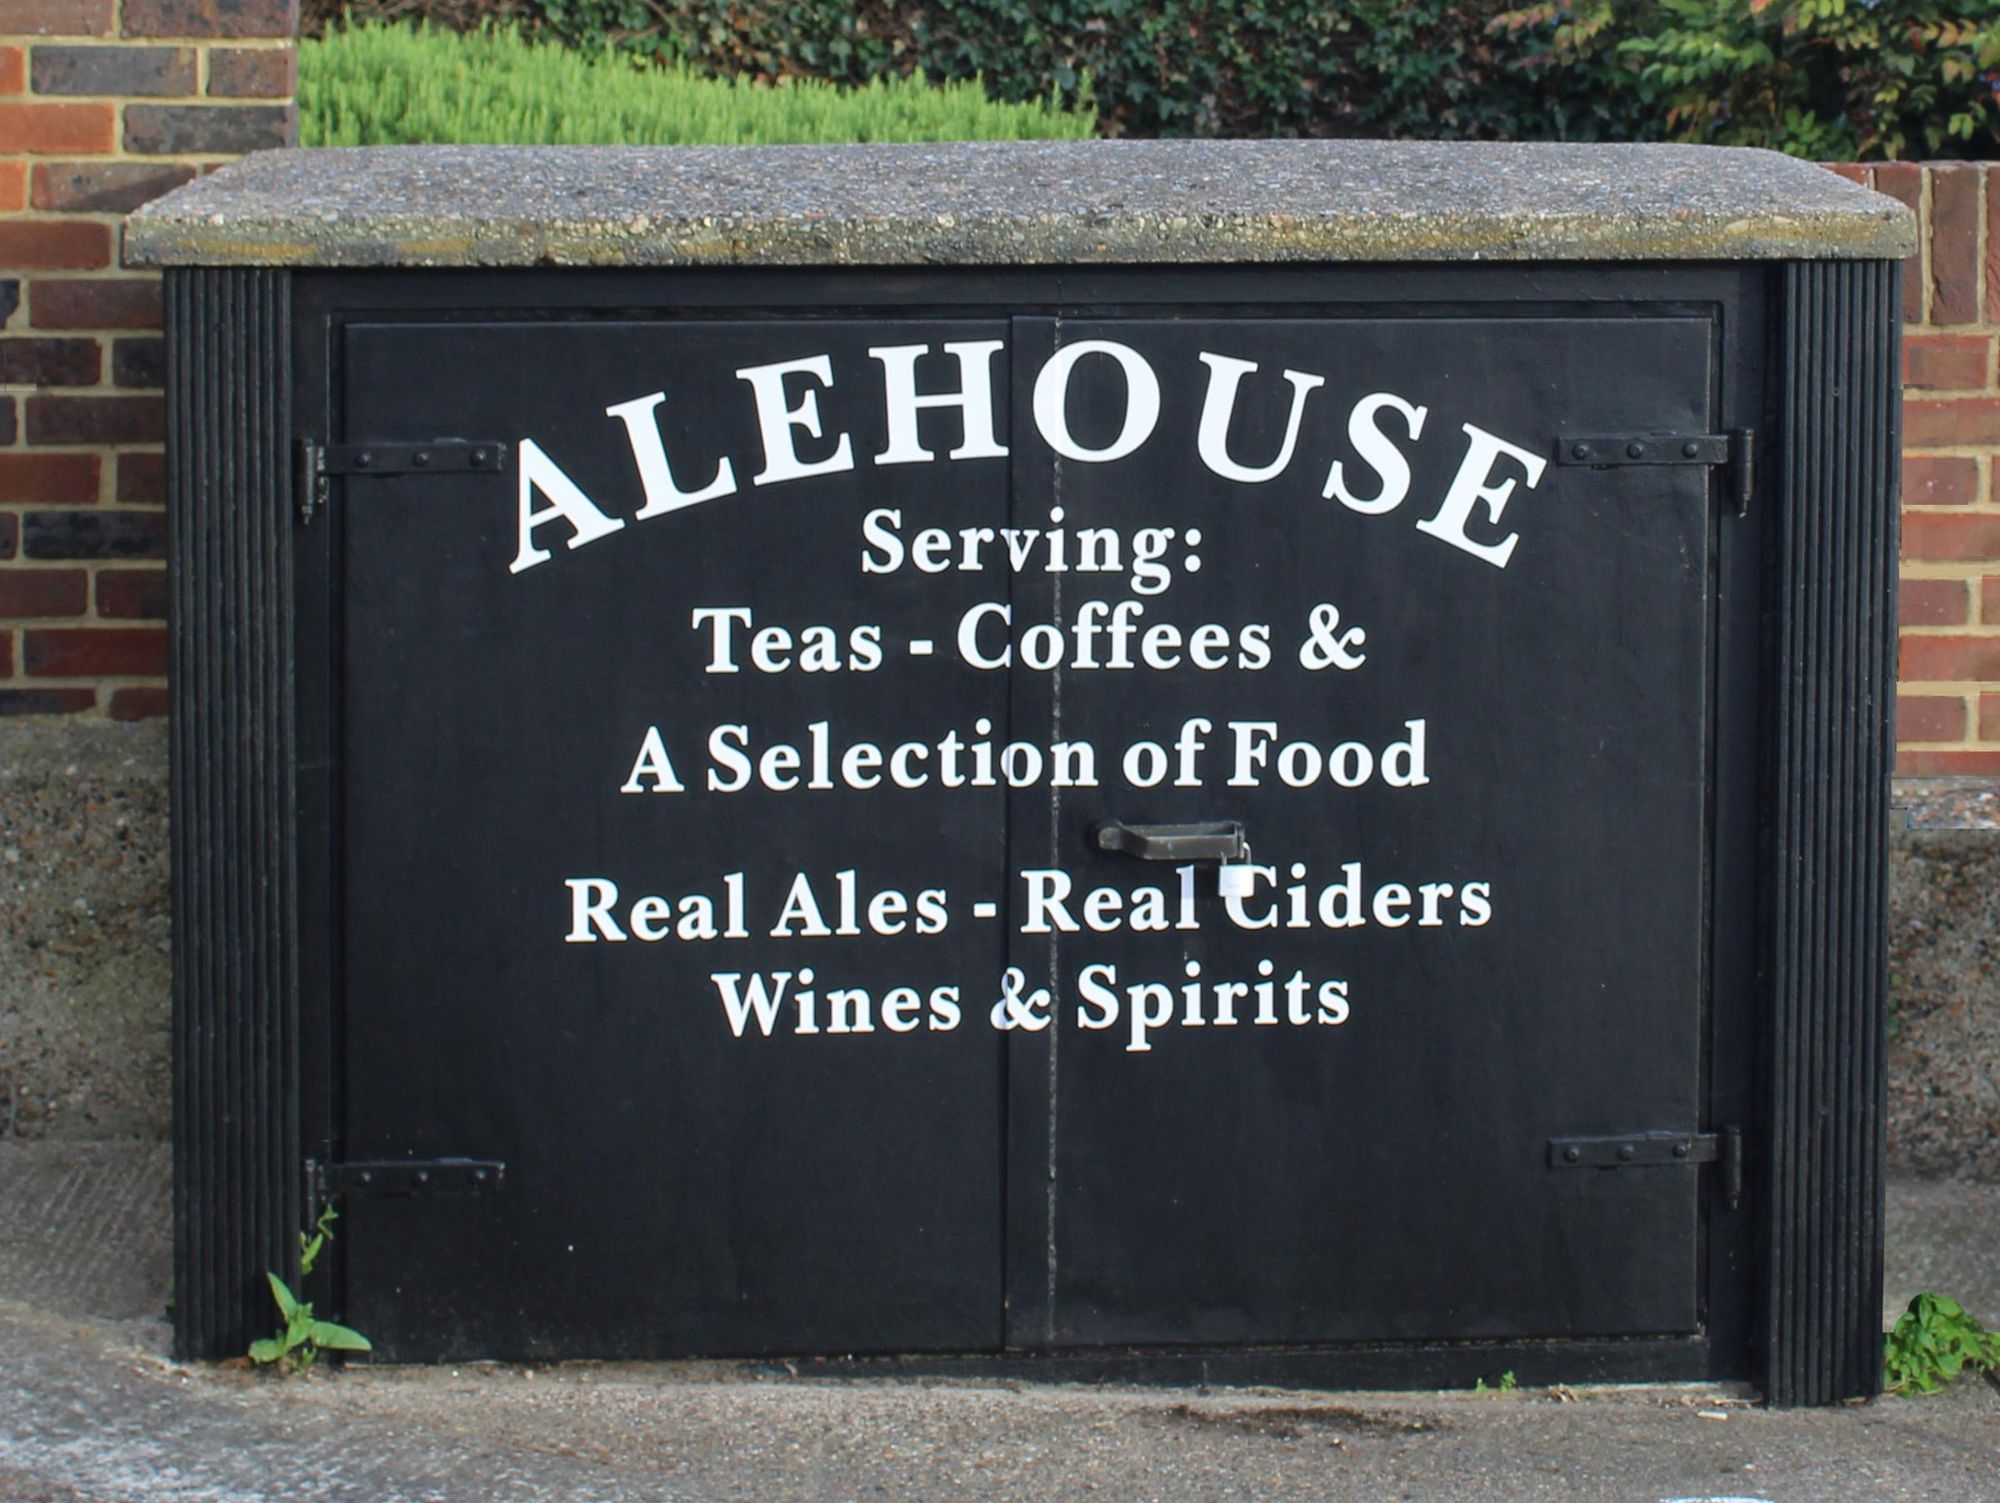 ALEHOUSE
Serving:
Teas - Coffees &
A Selection of Food
Real Ales - Real Ciders
Wines & Spirits